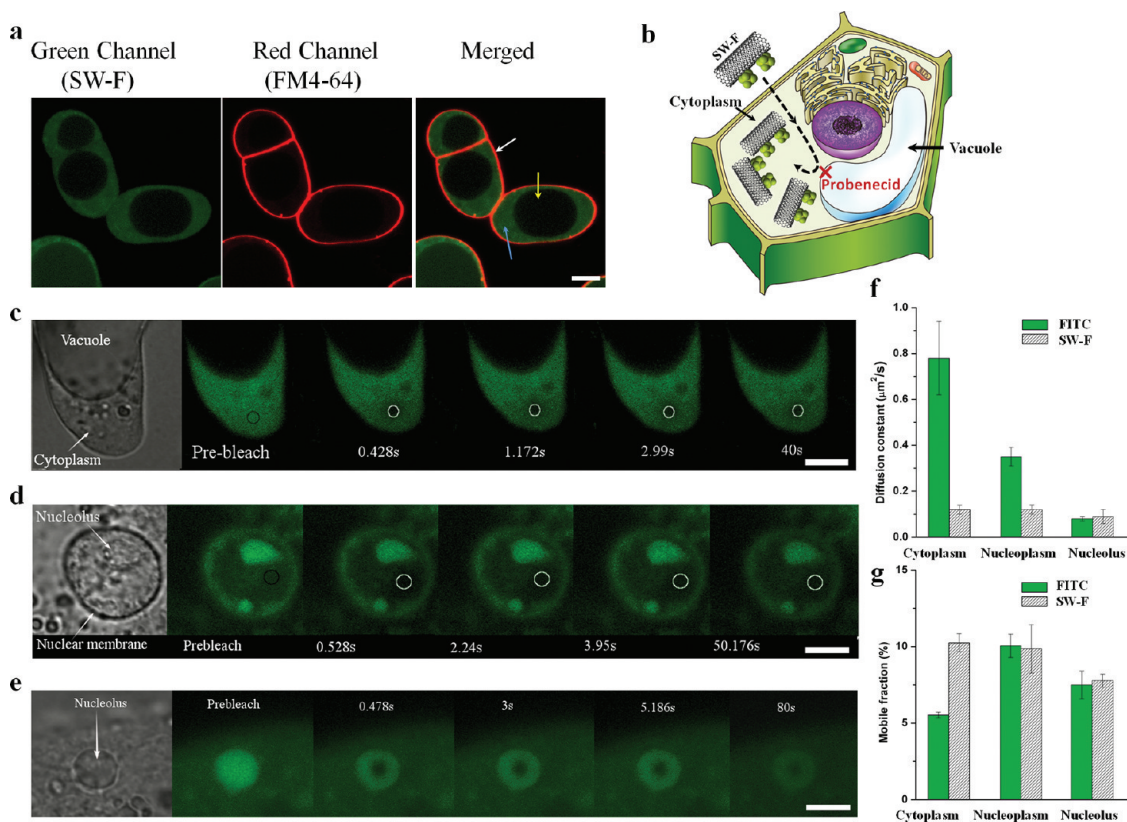 a
Green Channel
(SW-F)
Red Channel
(FM4-64)
Merged
b
SW-F
Cytoplasm
Vacuole
Probenecid
c
Vacuole
Cytoplasm
Pre-bleach
0.428s
1.172s
2.99s
40s
d
Nucleolus
Nuclear membrane
Prebleach
0.528s
2.24s
3.95s
50.176s
e
Nucleolus
Prebleach
0.478s
3s
5.186s
80s
f
Diffusion constant (μm²/s)
1.0
0.8
0.6
0.4
0.2
0.0
FITC
SW-F
Cytoplasm Nucleoplasm Nucleolus
g
Mobile fraction (%)
15
10
5
0
FITC
SW-F
Cytoplasm Nucleoplasm Nucleolus